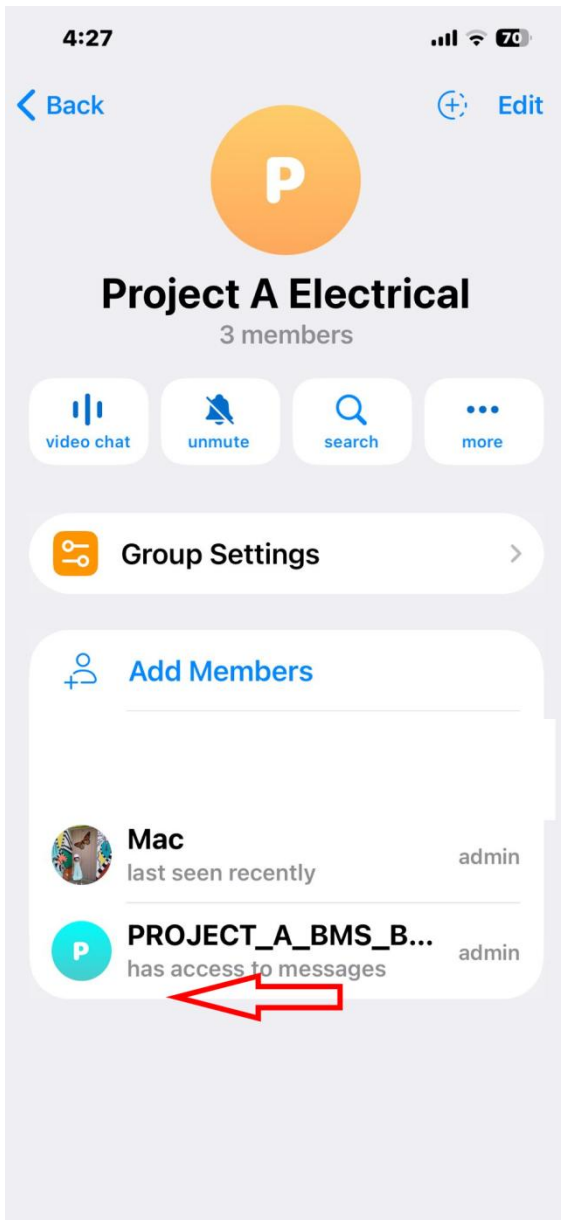 4:27
70
Back
Edit
P
Project A Electrical
3 members
video chat
unmute
search
more
Group Settings
Add Members
Mac
last seen recently
admin
P
PROJECT_A_BMS_B...
has access to messages
admin